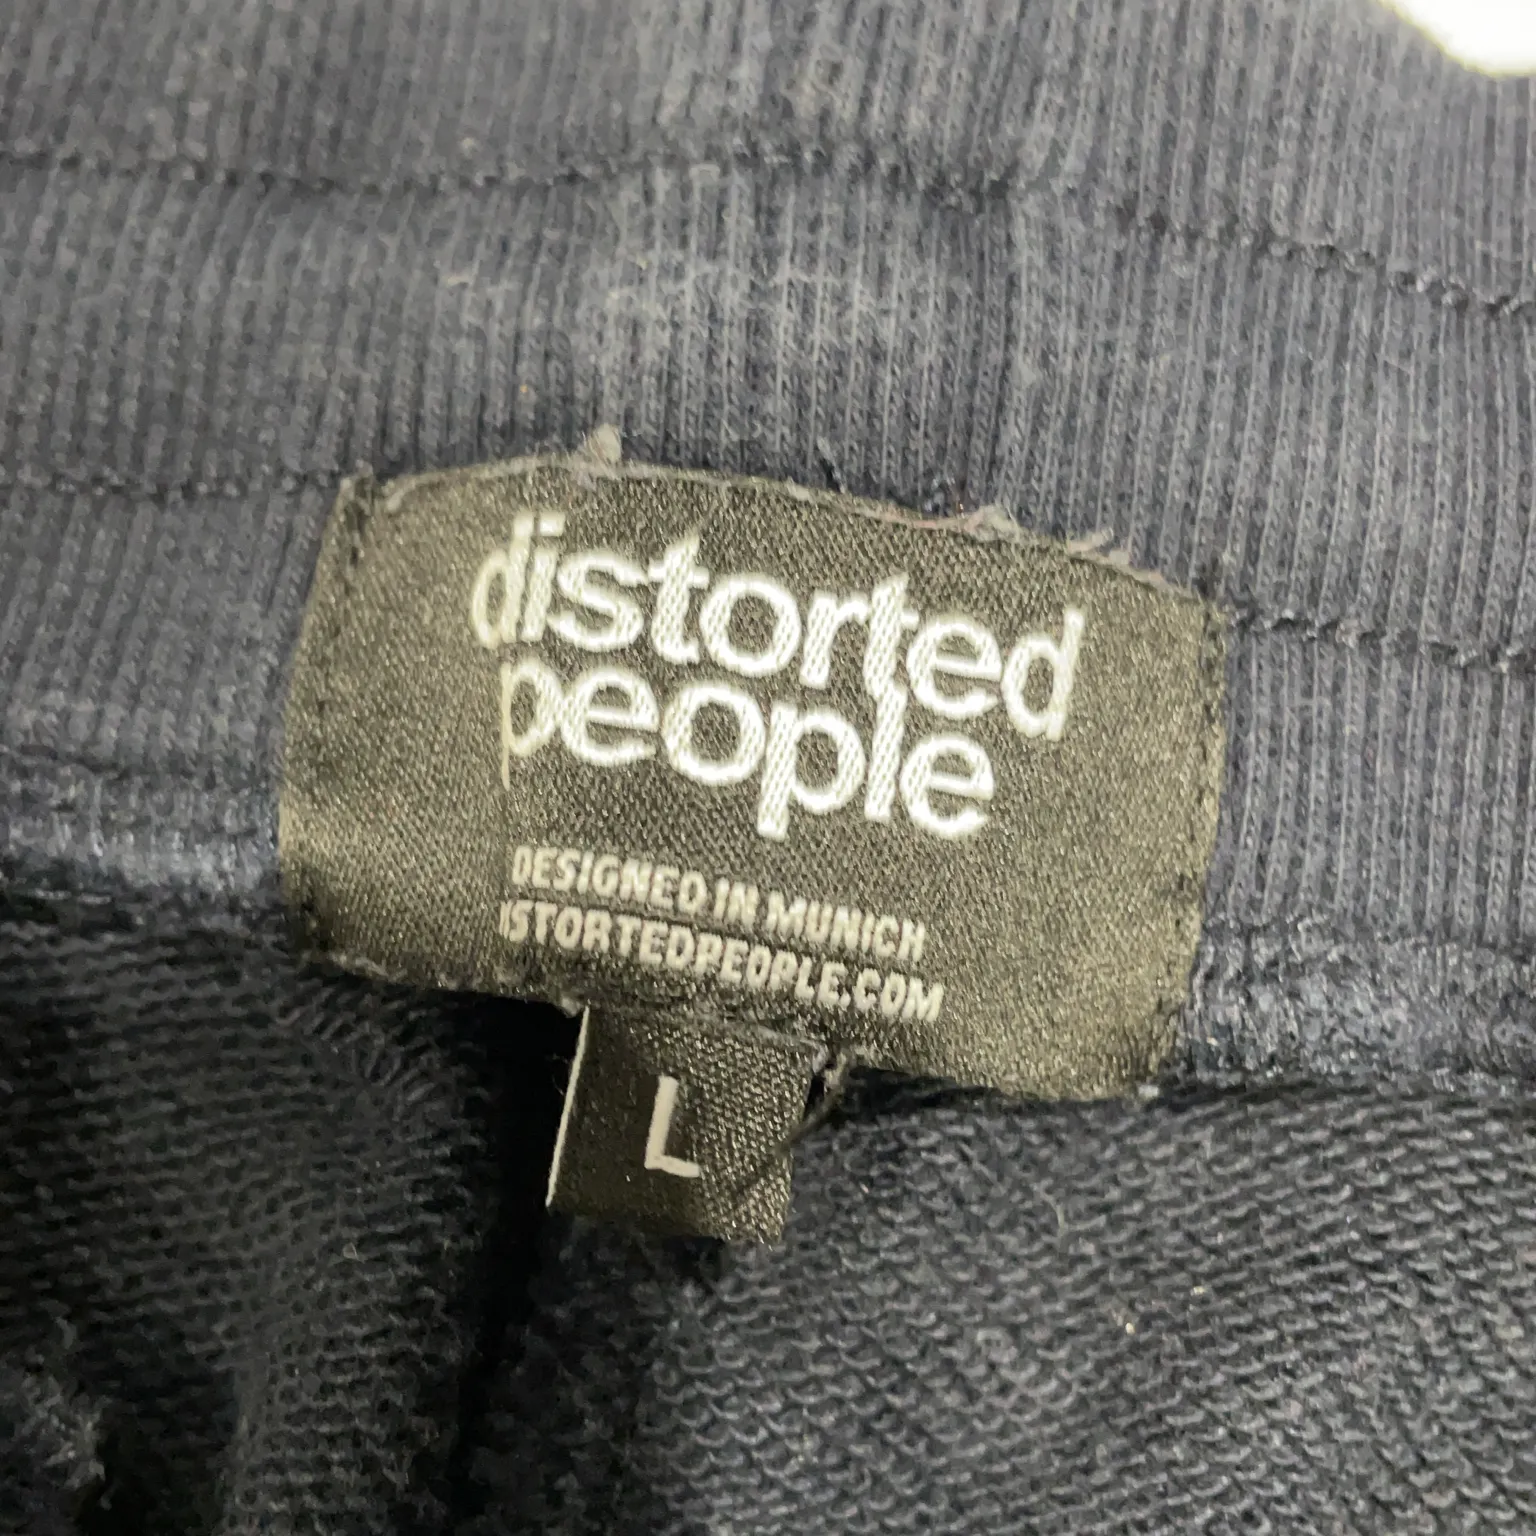 distorted
people
DESIGNED IN MUNICH
ISTORTEDPEOPLE.COM
L